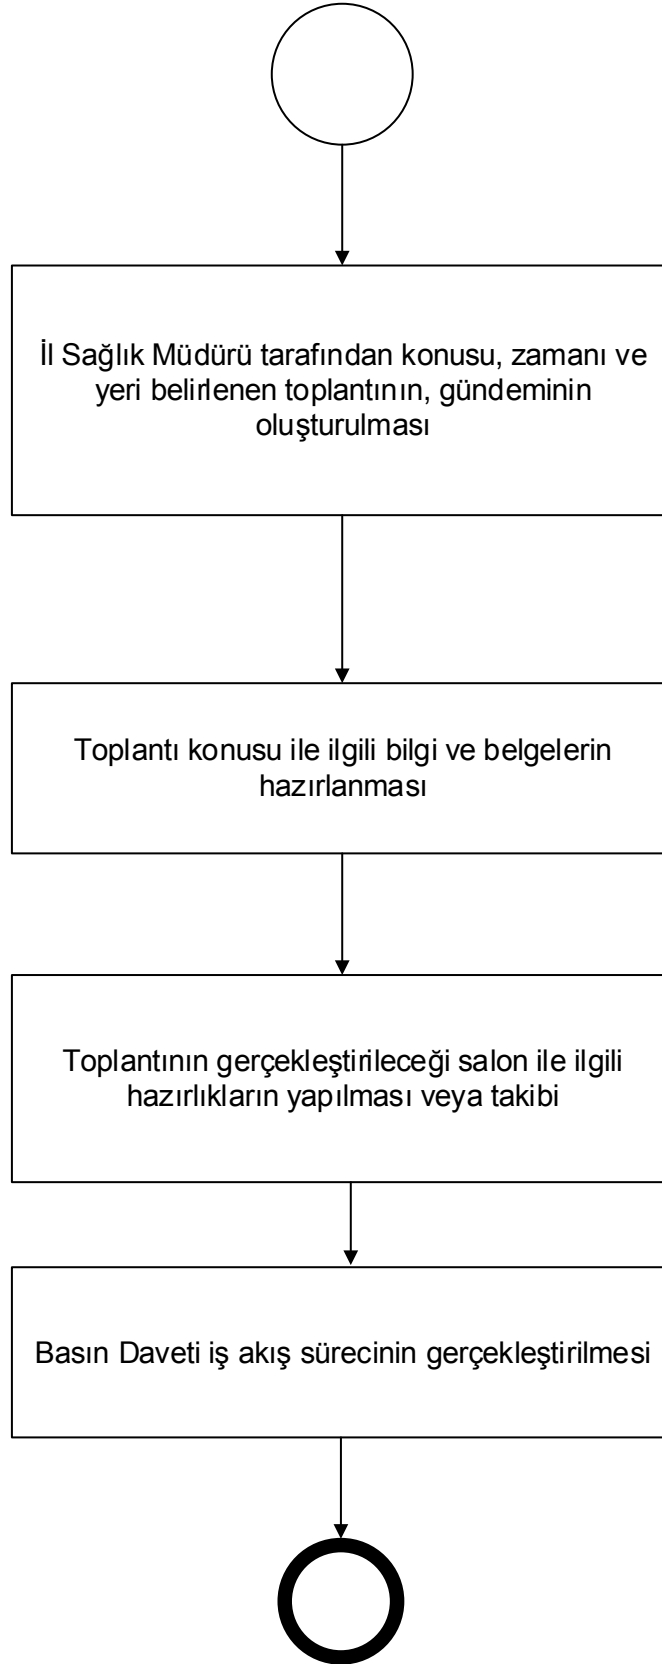 İl Sağlık Müdürü tarafından konusu, zamanı ve
yeri belirlenen toplantının, gündeminin
oluşturulması
Toplantı konusu ile ilgili bilgi ve belgelerin
hazırlanması
Toplantının gerçekleştirileceği salon ile ilgili
hazırlıkların yapılması veya takibi
Basın Daveti iş akış sürecinin gerçekleştirilmesi